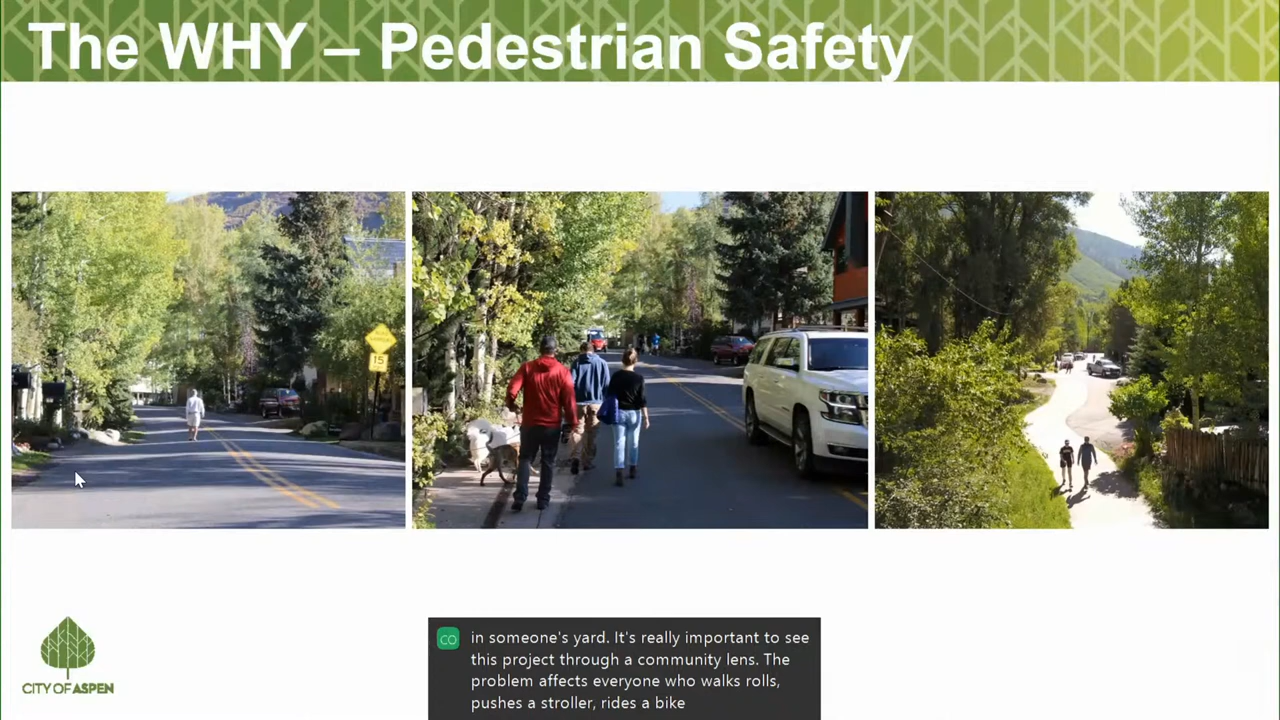 The WHY – Pedestrian Safety
15
CITY OF ASPEN
CO
in someone's yard. It's really important to see
this project through a community lens. The
problem affects everyone who walks rolls,
pushes a stroller, rides a bike